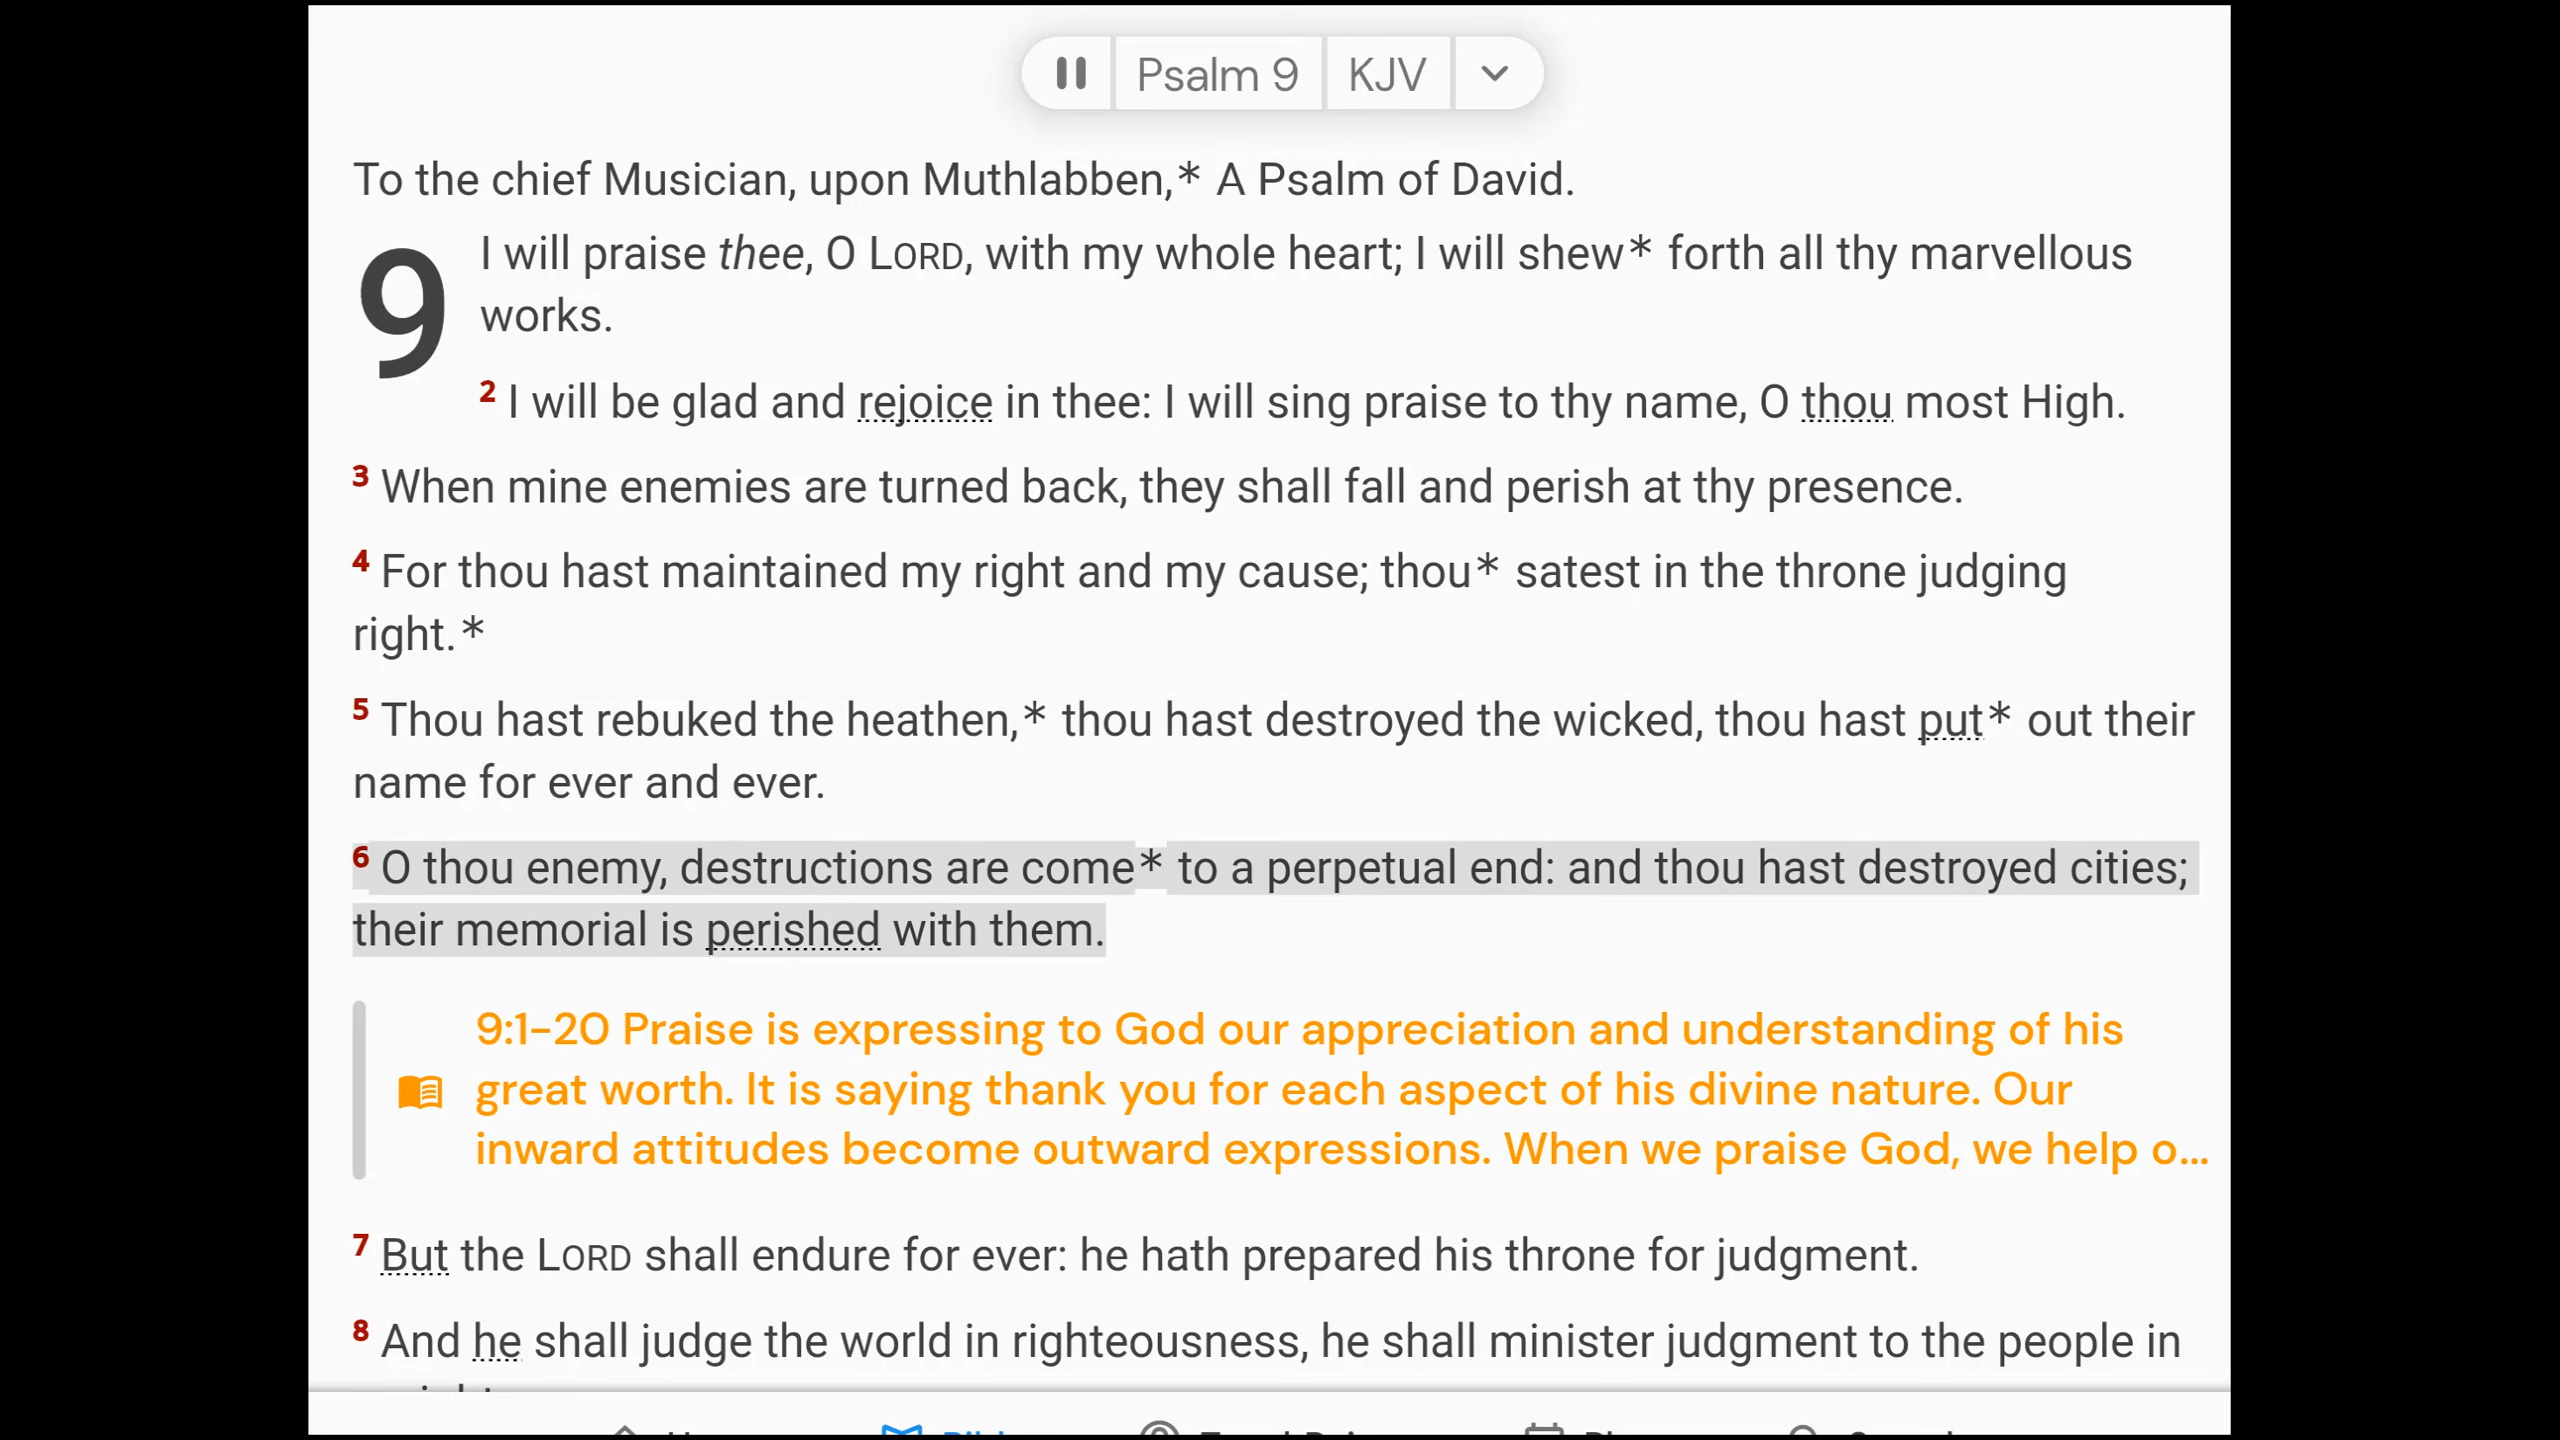 Psalm 9 KJV
To the chief Musician, upon Muthlabben,* A Psalm of David.
9 I will praise thee, O LORD, with my whole heart; I will shew* forth all thy marvellous
works.
2 I will be glad and rejoice in thee: I will sing praise to thy name, O thou most High.
3 When mine enemies are turned back, they shall fall and perish at thy presence.
4 For thou hast maintained my right and my cause; thou* satest in the throne judging
right.*
5 Thou hast rebuked the heathen,* thou hast destroyed the wicked, thou hast put* out their
name for ever and ever.
6 O thou enemy, destructions are come* to a perpetual end: and thou hast destroyed cities;
their memorial is perished with them.
9:1-20 Praise is expressing to God our appreciation and understanding of his
great worth. It is saying thank you for each aspect of his divine nature. Our
inward attitudes become outward expressions. When we praise God, we help o...
7 But the LORD shall endure for ever: he hath prepared his throne for judgment.
8 And he shall judge the world in righteousness, he shall minister judgment to the people in